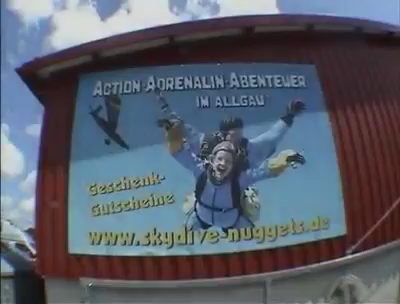 Action Adrenalin Abenteuer
im Allgäu
Geschenk-
Gutscheine
www.skydive-nuggets.de